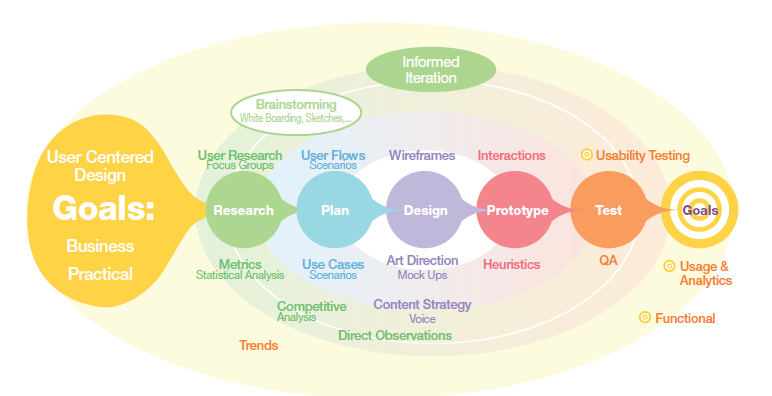 Informed
Iteration
Brainstorming
White Boarding, Sketches,...
User Centered
Design
Goals:
Business
Practical
User Research
Focus Groups
User Flows
Scenarios
Wireframes
Interactions
Usability Testing
Research
Plan
Design
Prototype
Test
Goals
Metrics
Statistical Analysis
Use Cases
Scenarios
Art Direction
Mock Ups
Heuristics
QA
Usage &
Analytics
Competitive
Analysis
Content Strategy
Voice
Functional
Direct Observations
Trends